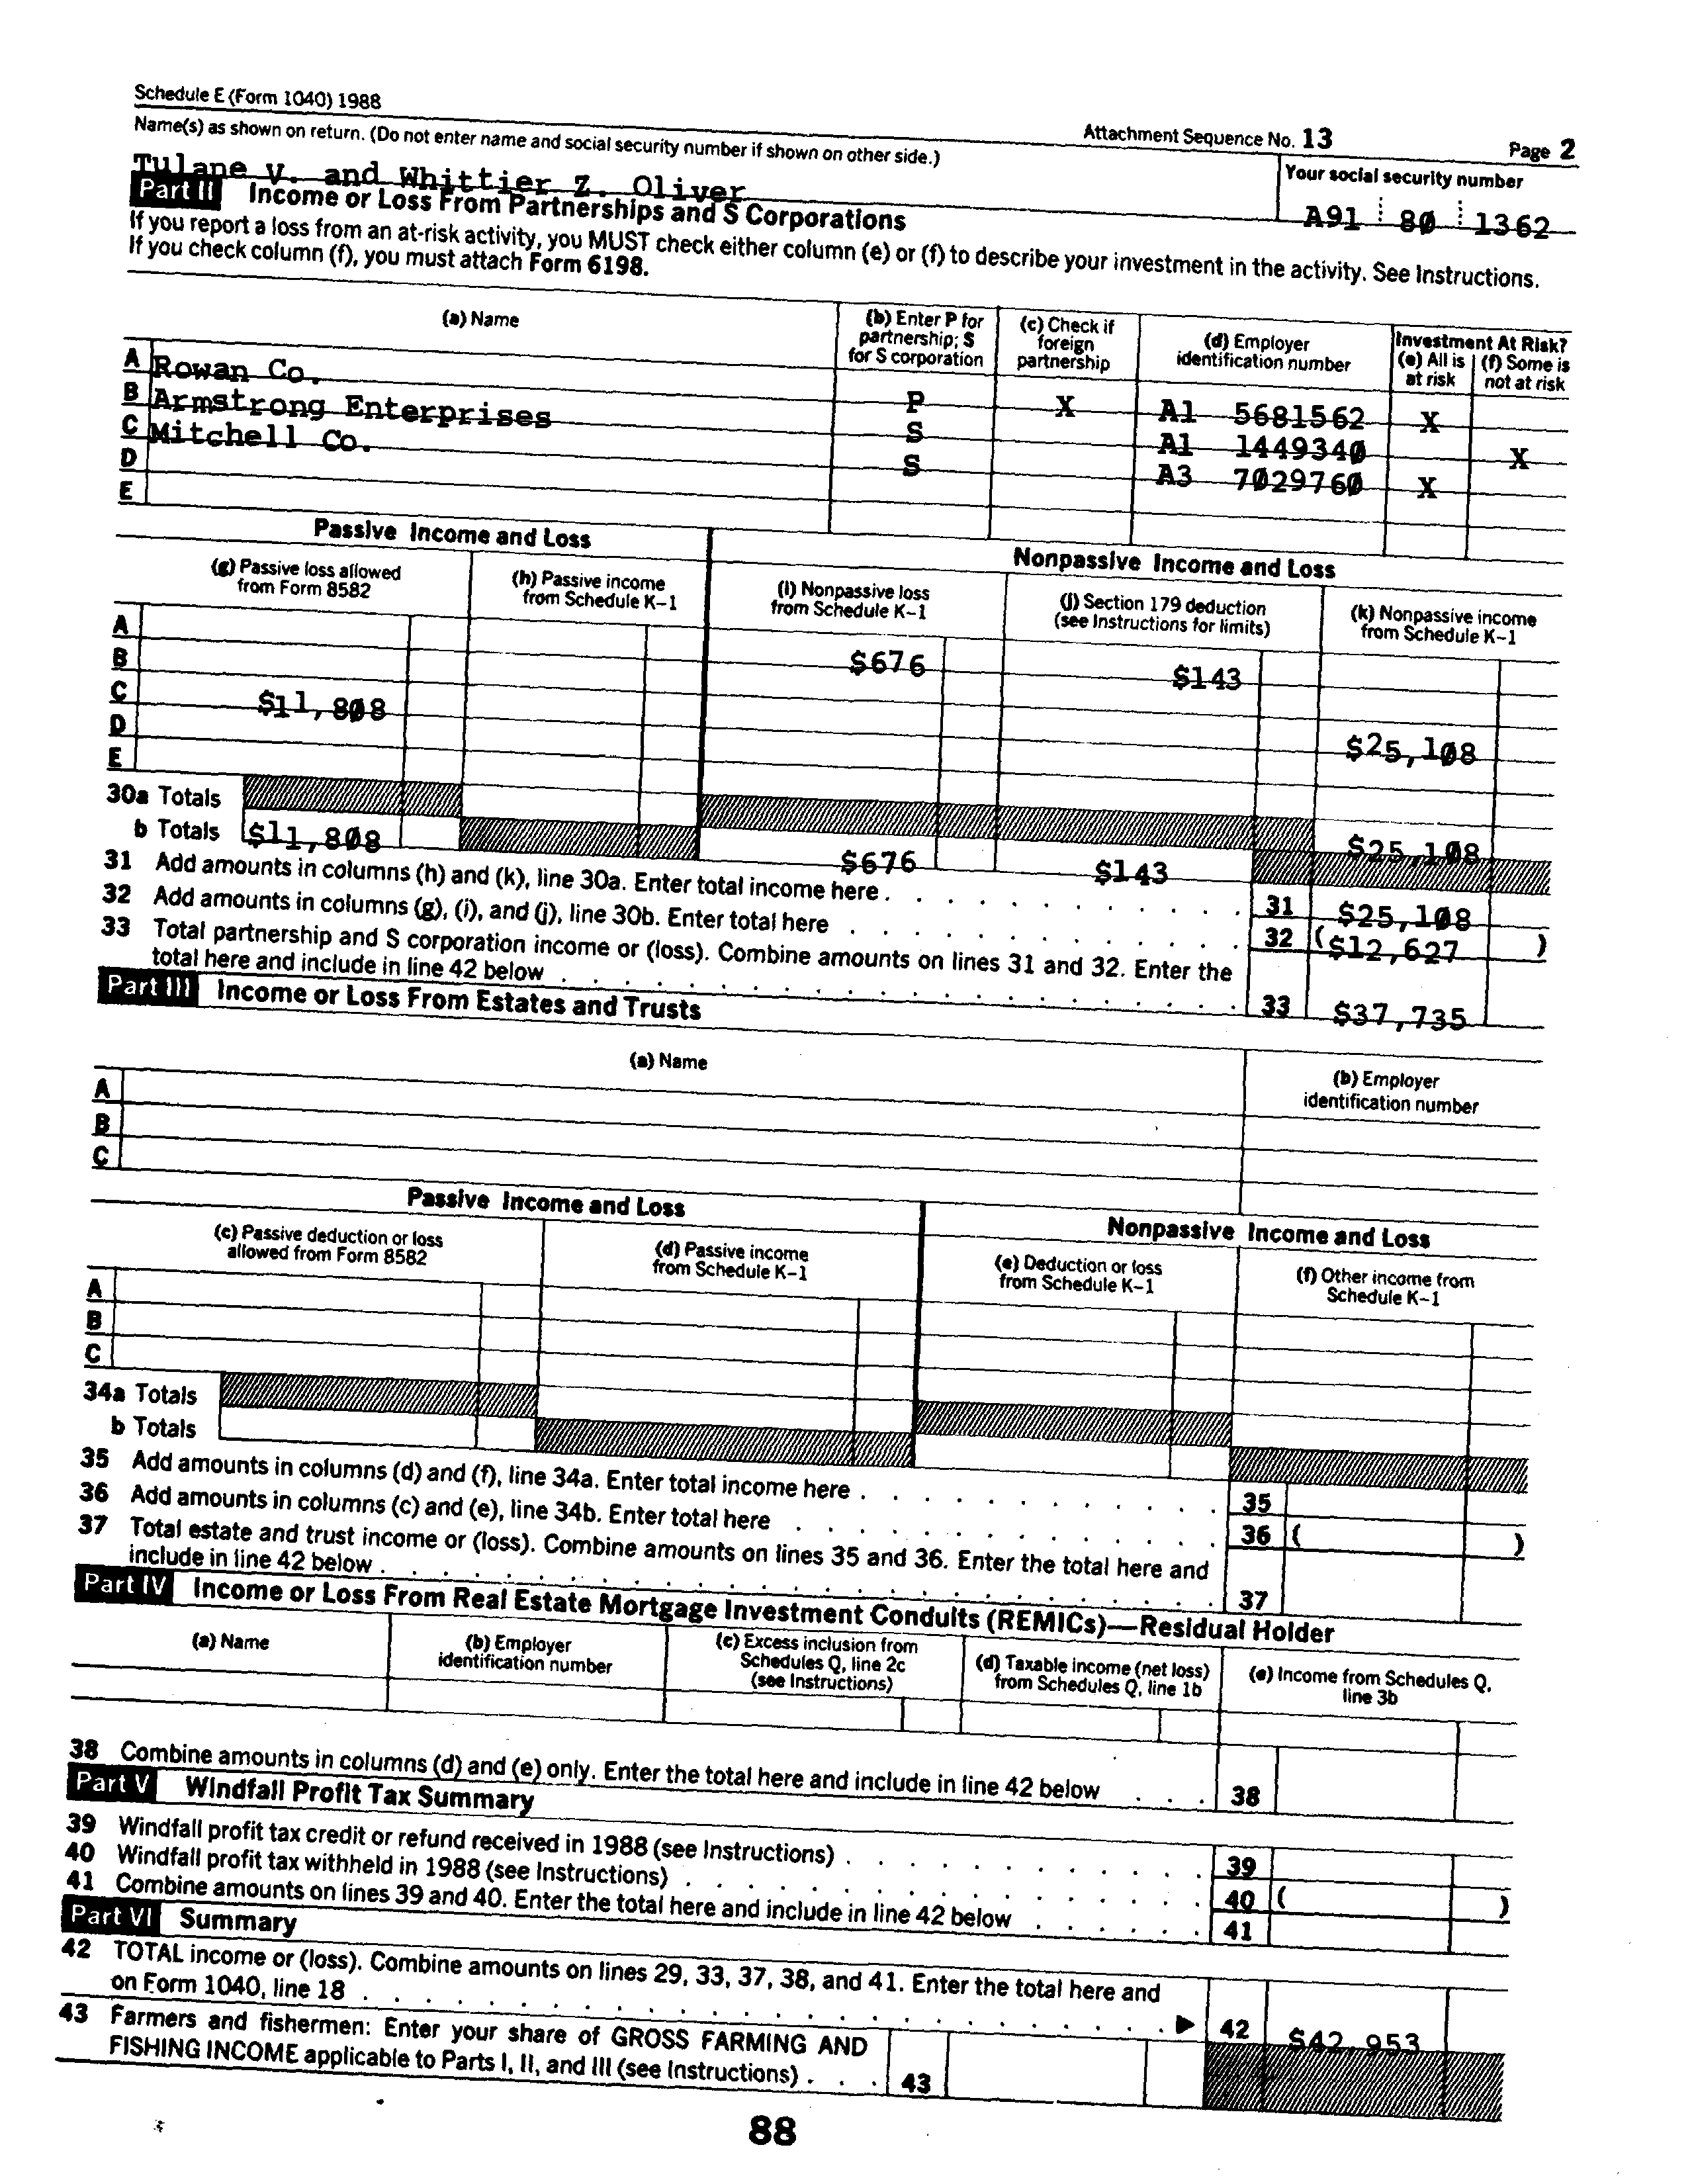 Schedule E (Form 1040) 1988
Attachment Sequence No. 13 Page 2
Name(s) as shown on return. (Do not enter name and social security number if shown on other side.)
Your social security number
Tulane V. and Whittier Z. Oliver
A91 80 1362
Part II Income or Loss From Partnerships and S Corporations
If you report a loss from an at-risk activity, you MUST check either column (e) or (f) to describe your investment in the activity. See Instructions.
If you check column (f), you must attach Form 6198.
(a) Name
(b) Enter P for partnership; S for S corporation
(c) Check if foreign partnership
(d) Employer identification number
Investment At Risk?
(e) All is at risk
(f) Some is not at risk
A Rowan Co. P X A1 5681562 X
B Armstrong Enterprises S A1 1449340 X
C Mitchell Co. S A3 7029760 X
D
E
Passive Income and Loss
Nonpassive Income and Loss
(g) Passive loss allowed from Form 8582
(h) Passive income from Schedule K-1
(i) Nonpassive loss from Schedule K-1
(j) Section 179 deduction (see Instructions for limits)
(k) Nonpassive income from Schedule K-1
A $676 $143
B
C $11,808 $25,108
D
E
30a Totals $25,108
b Totals $11,808 $676 $143
31 Add amounts in columns (h) and (k), line 30a. Enter total income here 31 $25,108
32 Add amounts in columns (g), (i), and (j), line 30b. Enter total here 32 ($12,627)
33 Total partnership and S corporation income or (loss). Combine amounts on lines 31 and 32. Enter the
total here and include in line 42 below 33 $37,735
Part III Income or Loss From Estates and Trusts
(a) Name
(b) Employer identification number
A
B
C
Passive Income and Loss
Nonpassive Income and Loss
(c) Passive deduction or loss allowed from Form 8582
(d) Passive income from Schedule K-1
(e) Deduction or loss from Schedule K-1
(f) Other income from Schedule K-1
A
B
C
34a Totals
b Totals
35 Add amounts in columns (d) and (f), line 34a. Enter total income here 35
36 Add amounts in columns (c) and (e), line 34b. Enter total here 36 ( )
37 Total estate and trust income or (loss). Combine amounts on lines 35 and 36. Enter the total here and
include in line 42 below 37
Part IV Income or Loss From Real Estate Mortgage Investment Conduits (REMICs)—Residual Holder
(a) Name
(b) Employer identification number
(c) Excess inclusion from Schedules Q, line 2c (see Instructions)
(d) Taxable income (net loss) from Schedules Q, line 1b
(e) Income from Schedules Q, line 3b
38 Combine amounts in columns (d) and (e) only. Enter the total here and include in line 42 below 38
Part V Windfall Profit Tax Summary
39 Windfall profit tax credit or refund received in 1988 (see Instructions) 39
40 Windfall profit tax withheld in 1988 (see Instructions) 40 ( )
41 Combine amounts on lines 39 and 40. Enter the total here and include in line 42 below 41
Part VI Summary
42 TOTAL income or (loss). Combine amounts on lines 29, 33, 37, 38, and 41. Enter the total here and
on Form 1040, line 18 ▶ 42 $42,953
43 Farmers and fishermen: Enter your share of GROSS FARMING AND
FISHING INCOME applicable to Parts I, II, and III (see Instructions) 43
88